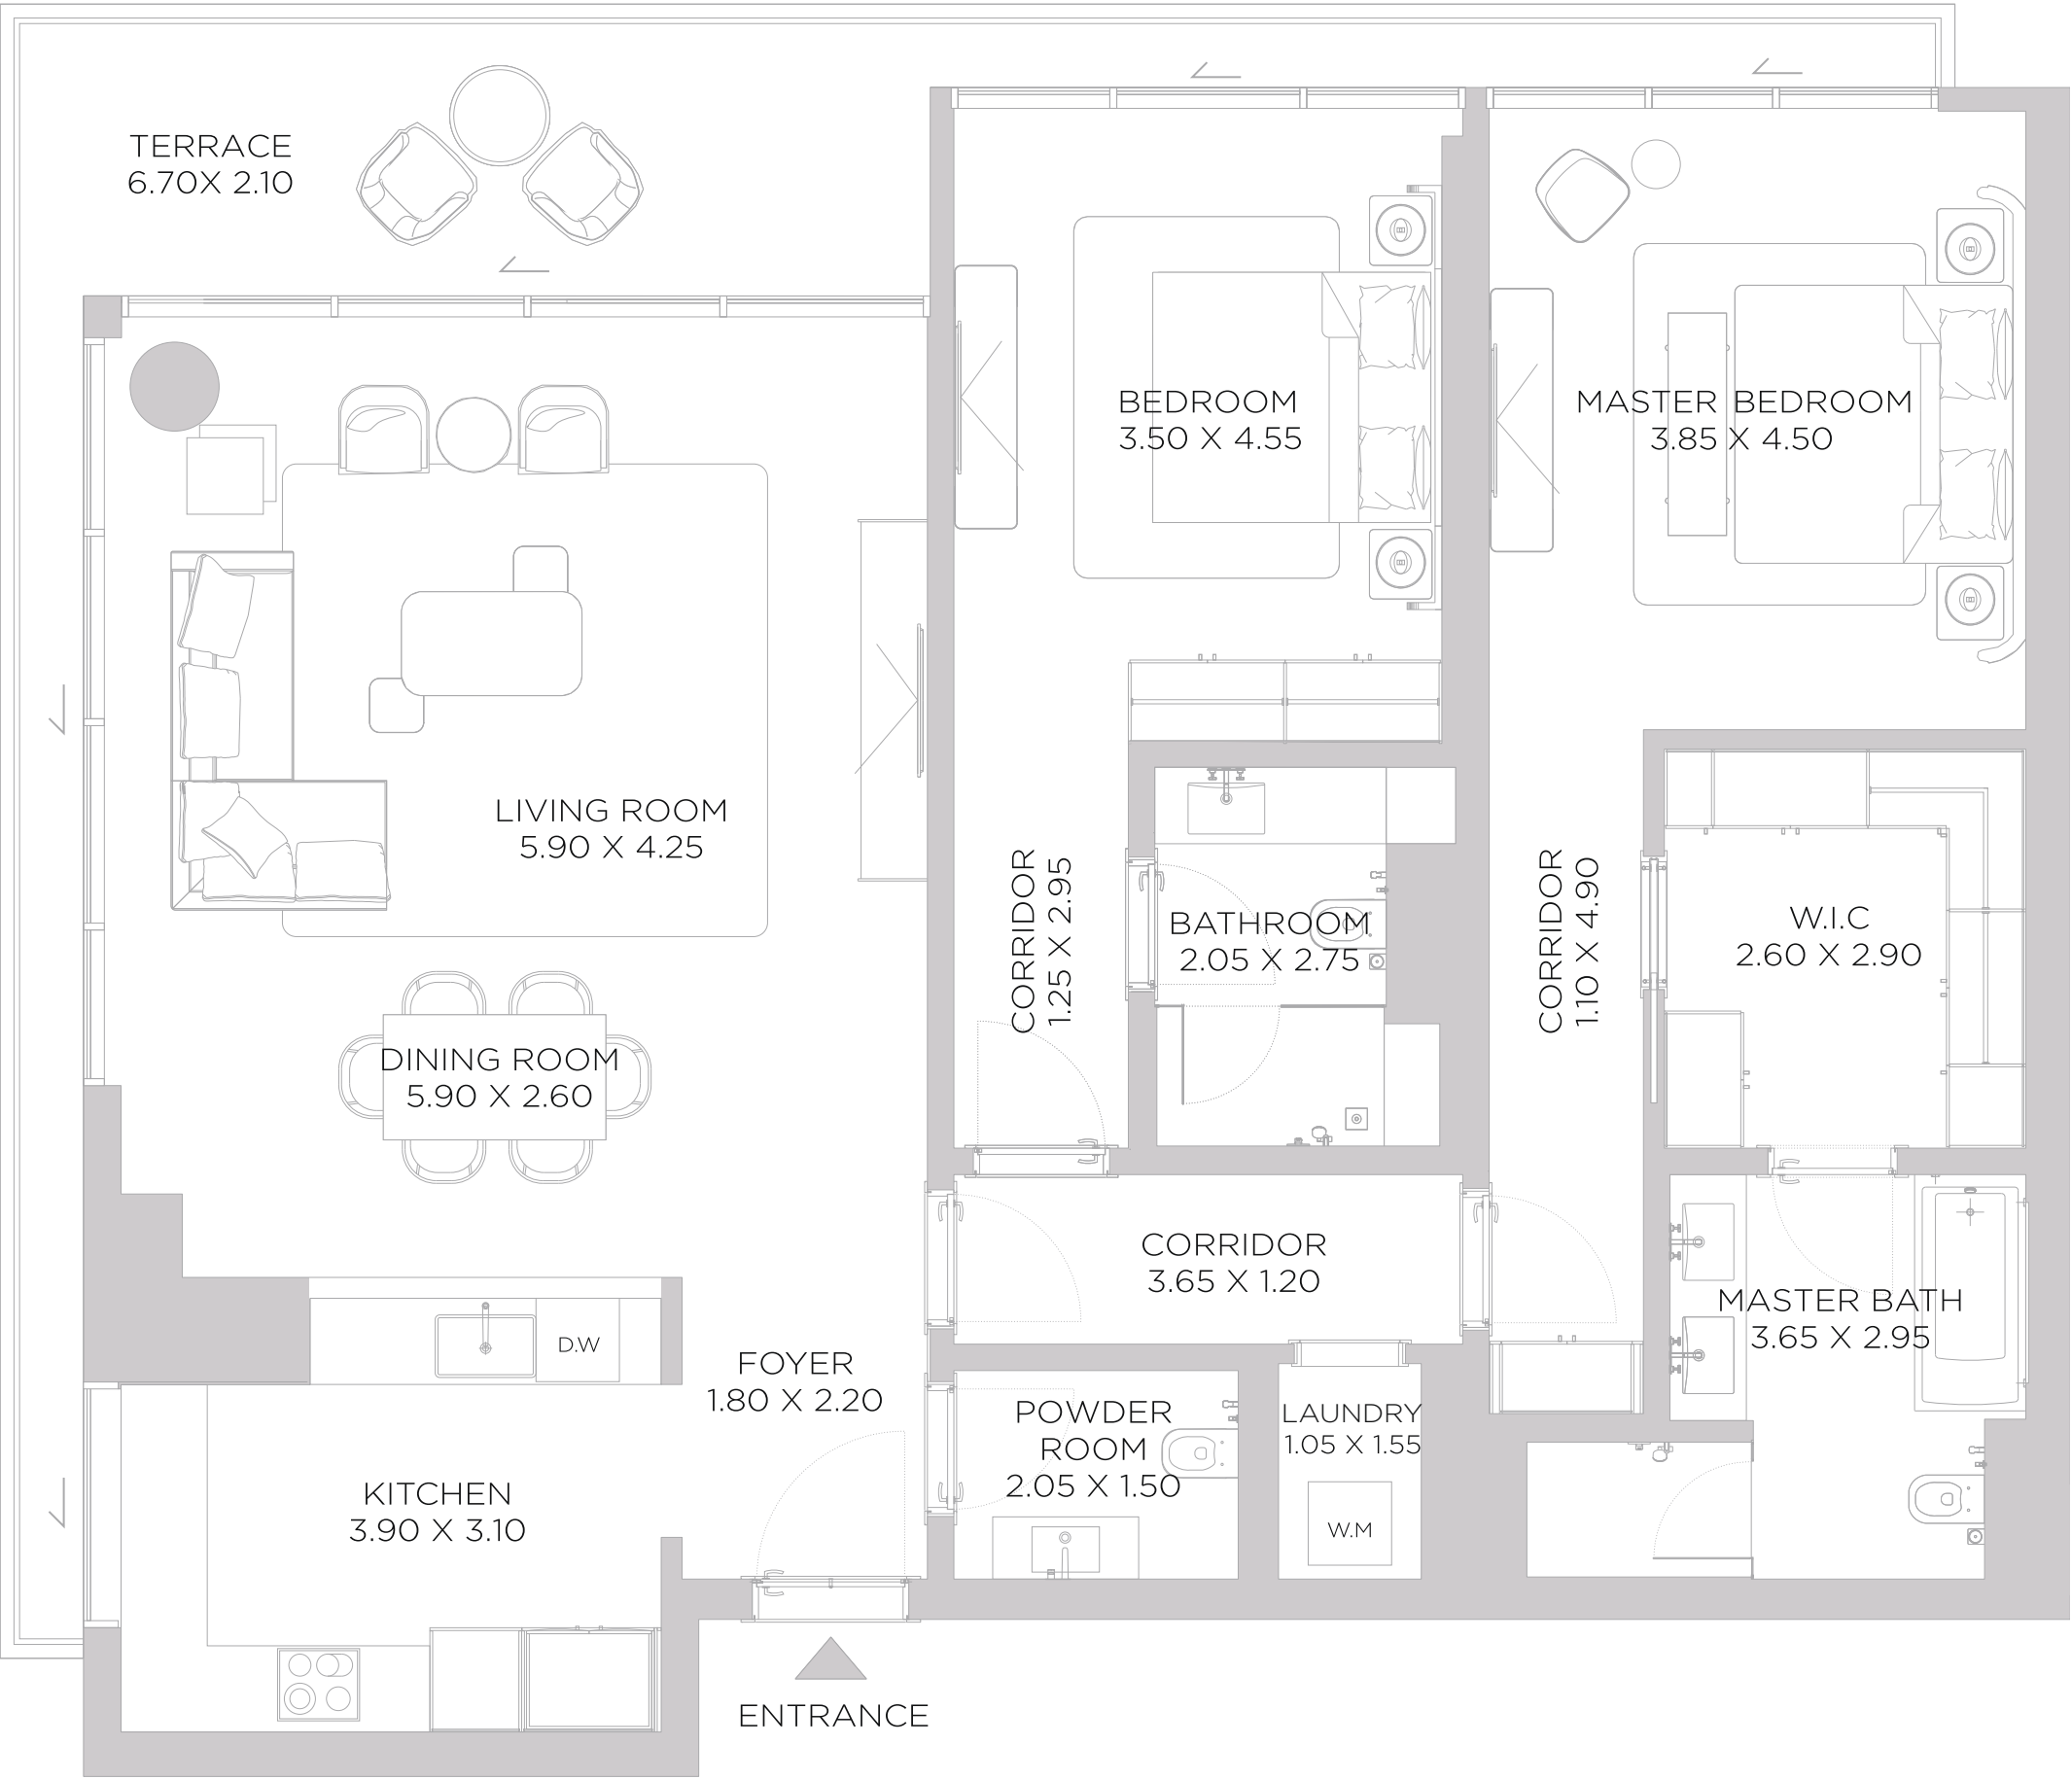 TERRACE
6.70X 2.10
BEDROOM
3.50 X 4.55
MASTER BEDROOM
3.85 X 4.50
LIVING ROOM
5.90 X 4.25
CORRIDOR
1.25 X 2.95
BATHROOM
2.05 X 2.75
CORRIDOR
1.10 X 4.90
W.I.C
2.60 X 2.90
DINING ROOM
5.90 X 2.60
CORRIDOR
3.65 X 1.20
MASTER BATH
3.65 X 2.95
D.W
FOYER
1.80 X 2.20
POWDER
ROOM
2.05 X 1.50
LAUNDRY
1.05 X 1.55
KITCHEN
3.90 X 3.10
W.M
ENTRANCE